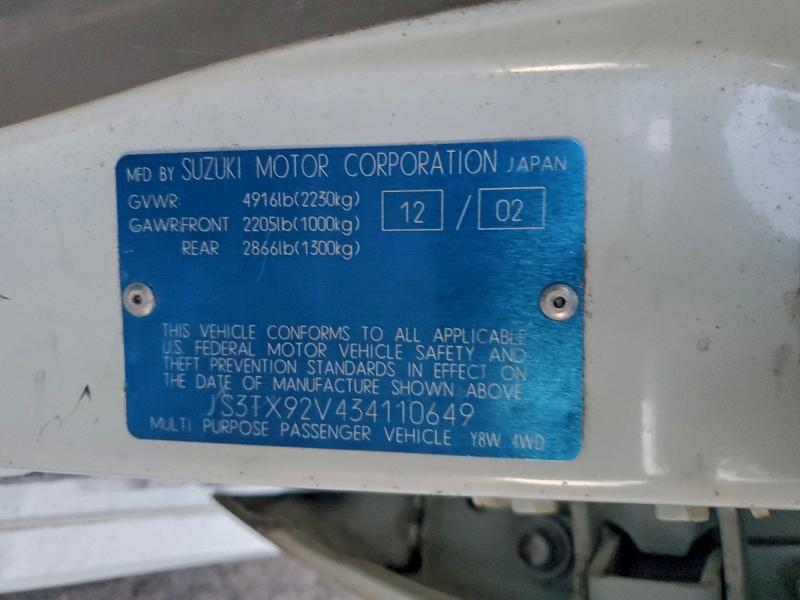 MFD BY SUZUKI MOTOR CORPORATION JAPAN
GVWR: 4916lb(2230kg) 12 / 02
GAWR:FRONT 2205lb(1000kg)
REAR 2866lb(1300kg)
THIS VEHICLE CONFORMS TO ALL APPLICABLE
U.S. FEDERAL MOTOR VEHICLE SAFETY AND
THEFT PREVENTION STANDARDS IN EFFECT ON
THE DATE OF MANUFACTURE SHOWN ABOVE.
JS3TX92V434110649
MULTI PURPOSE PASSENGER VEHICLE Y8W 4WD